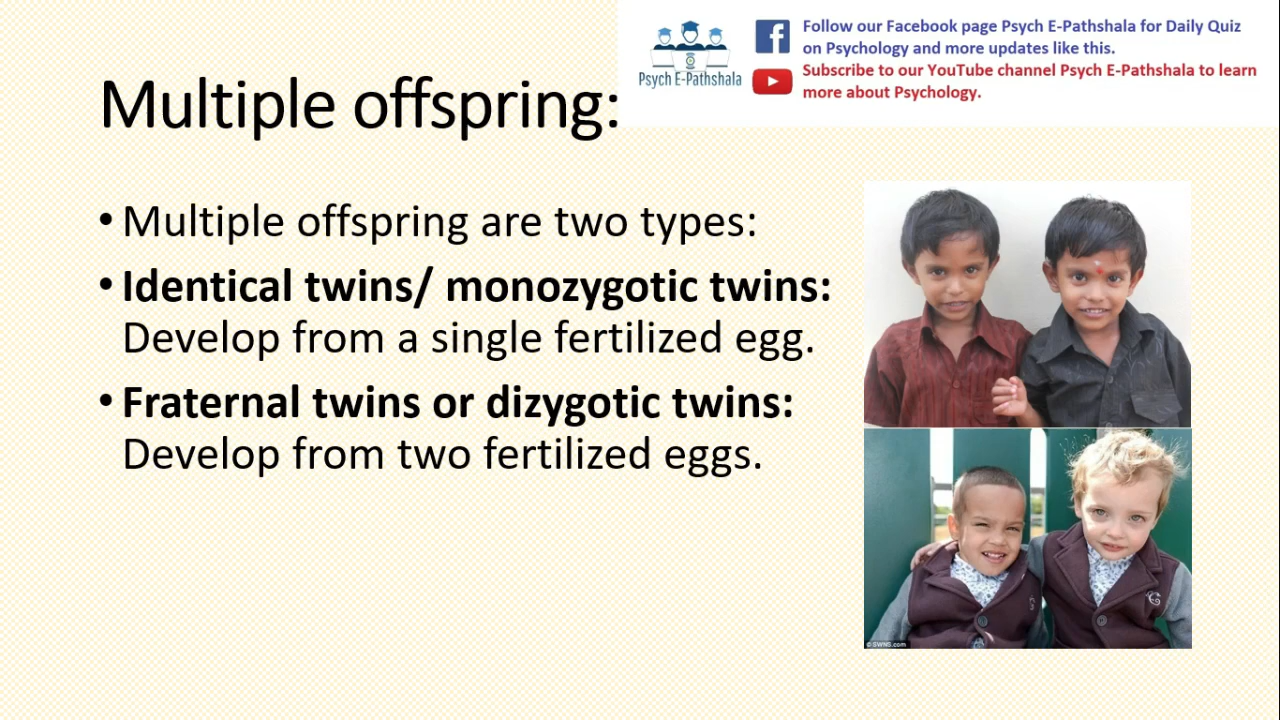 Psych E-Pathshala
Follow our Facebook page Psych E-Pathshala for Daily Quiz
on Psychology and more updates like this.
Subscribe to our YouTube channel Psych E-Pathshala to learn
more about Psychology.
Multiple offspring:
• Multiple offspring are two types:
• Identical twins/ monozygotic twins:
Develop from a single fertilized egg.
• Fraternal twins or dizygotic twins:
Develop from two fertilized eggs.
© SWNS.com